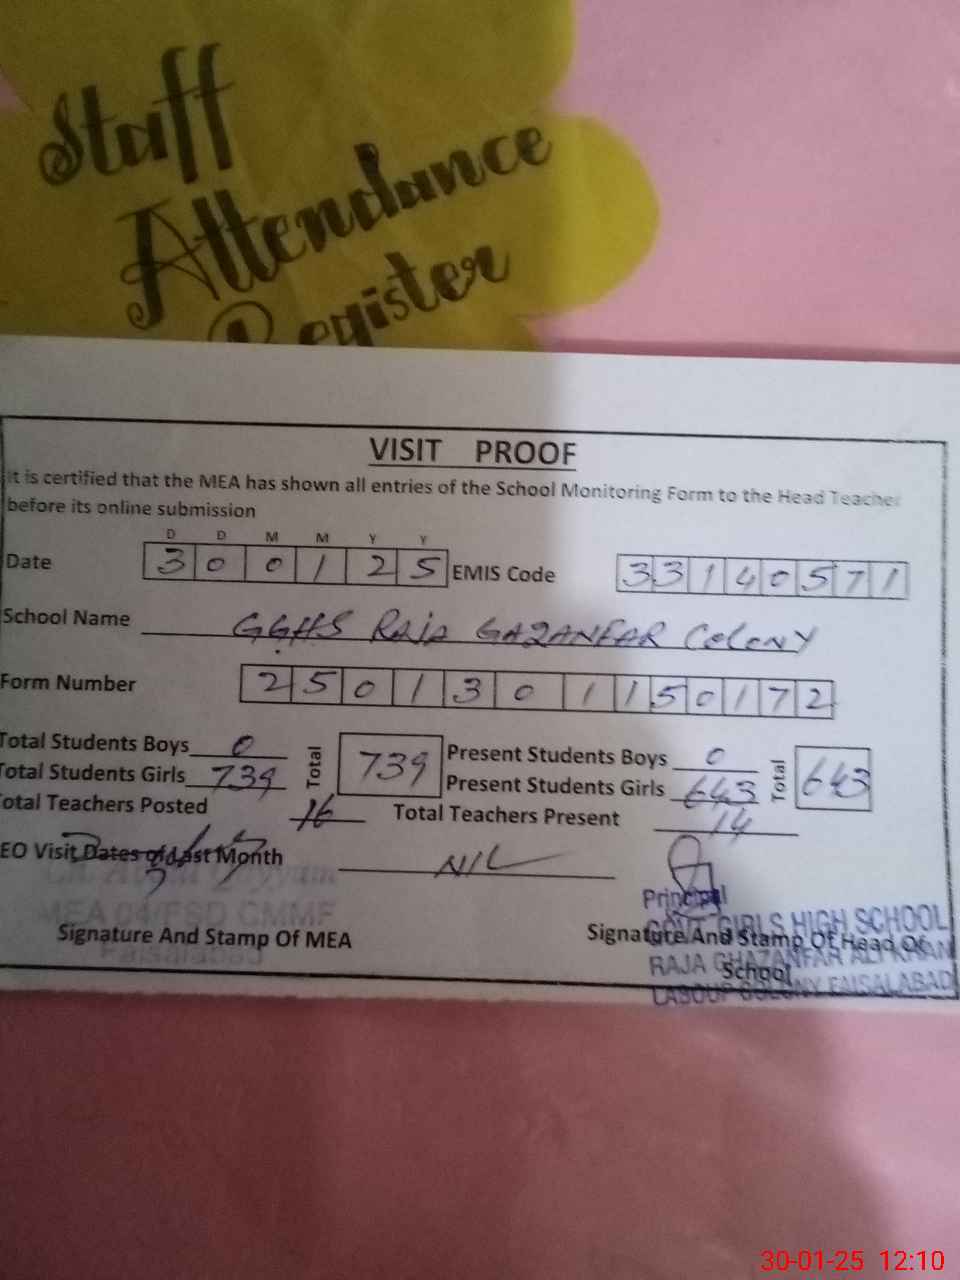 Staff
Attendance
Register
VISIT PROOF
It is certified that the MEA has shown all entries of the School Monitoring Form to the Head Teacher
before its online submission
D D M M Y Y
Date 3 0 0 1 2 5 EMIS Code 3 3 1 4 0 5 7 1
School Name GGHS RAJA GAZANFAR COLONY
Form Number 2 5 0 1 3 0 1 1 5 0 1 7 2
Total Students Boys 0 Total 739 Present Students Boys 0 Total 643
Total Students Girls 739 Present Students Girls 643
Total Teachers Posted 16 Total Teachers Present 14
EO Visit Dates of Last Month NIL
Ch. Abdul Qayyum
MEA 04/FSD CMMF
Faisalabad
Signature And Stamp Of MEA
Principal
GOVT GIRLS HIGH SCHOOL
RAJA GHAZANFAR ALI KHAN
LABOUR COLONY FAISALABAD
Signature And Stamp Of Head Of
School
30-01-25 12:10